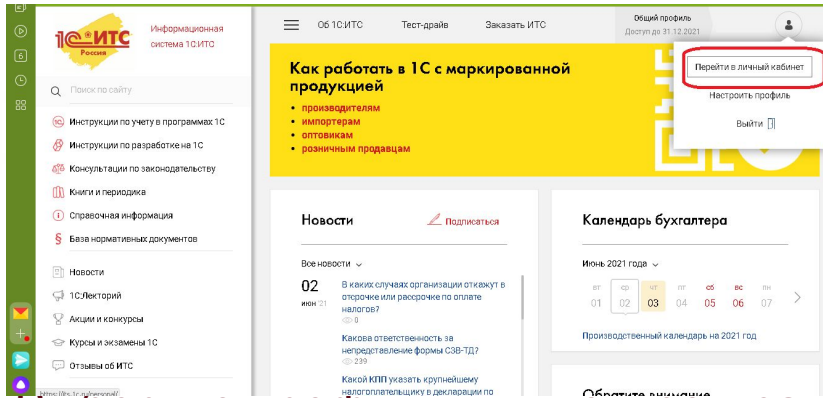 1С ИТС
Россия
Информационная
система 1С:ИТС
Поиск по сайту
Инструкции по учету в программах 1С
Инструкции по разработке на 1С
Консультации по законодательству
Книги и периодика
Справочная информация
База нормативных документов
Новости
1С:Лекторий
Акции и конкурсы
Курсы и экзамены 1С
Отзывы об ИТС
https://its.1c.ru/personal/
Об 1С:ИТС
Тест-драйв
Заказать ИТС
Общий профиль
Доступ до 31.12.2021
Перейти в личный кабинет
Настроить профиль
Выйти
Как работать в 1С с маркированной
продукцией
• производителям
• импортерам
• оптовикам
• розничным продавцам
Новости
Подписаться
Все новости
02
июн '21
В каких случаях организации откажут в
отсрочке или рассрочке по оплате
налогов?
0
Какова ответственность за
непредставление формы СЗВ-ТД?
239
Какой КПП указать крупнейшему
налогоплательщику в декларации по
Календарь бухгалтера
Июнь 2021 года
вт ср чт пт сб вс пн
01 02 03 04 05 06 07
Производственный календарь на 2021 год
Обратите внимание